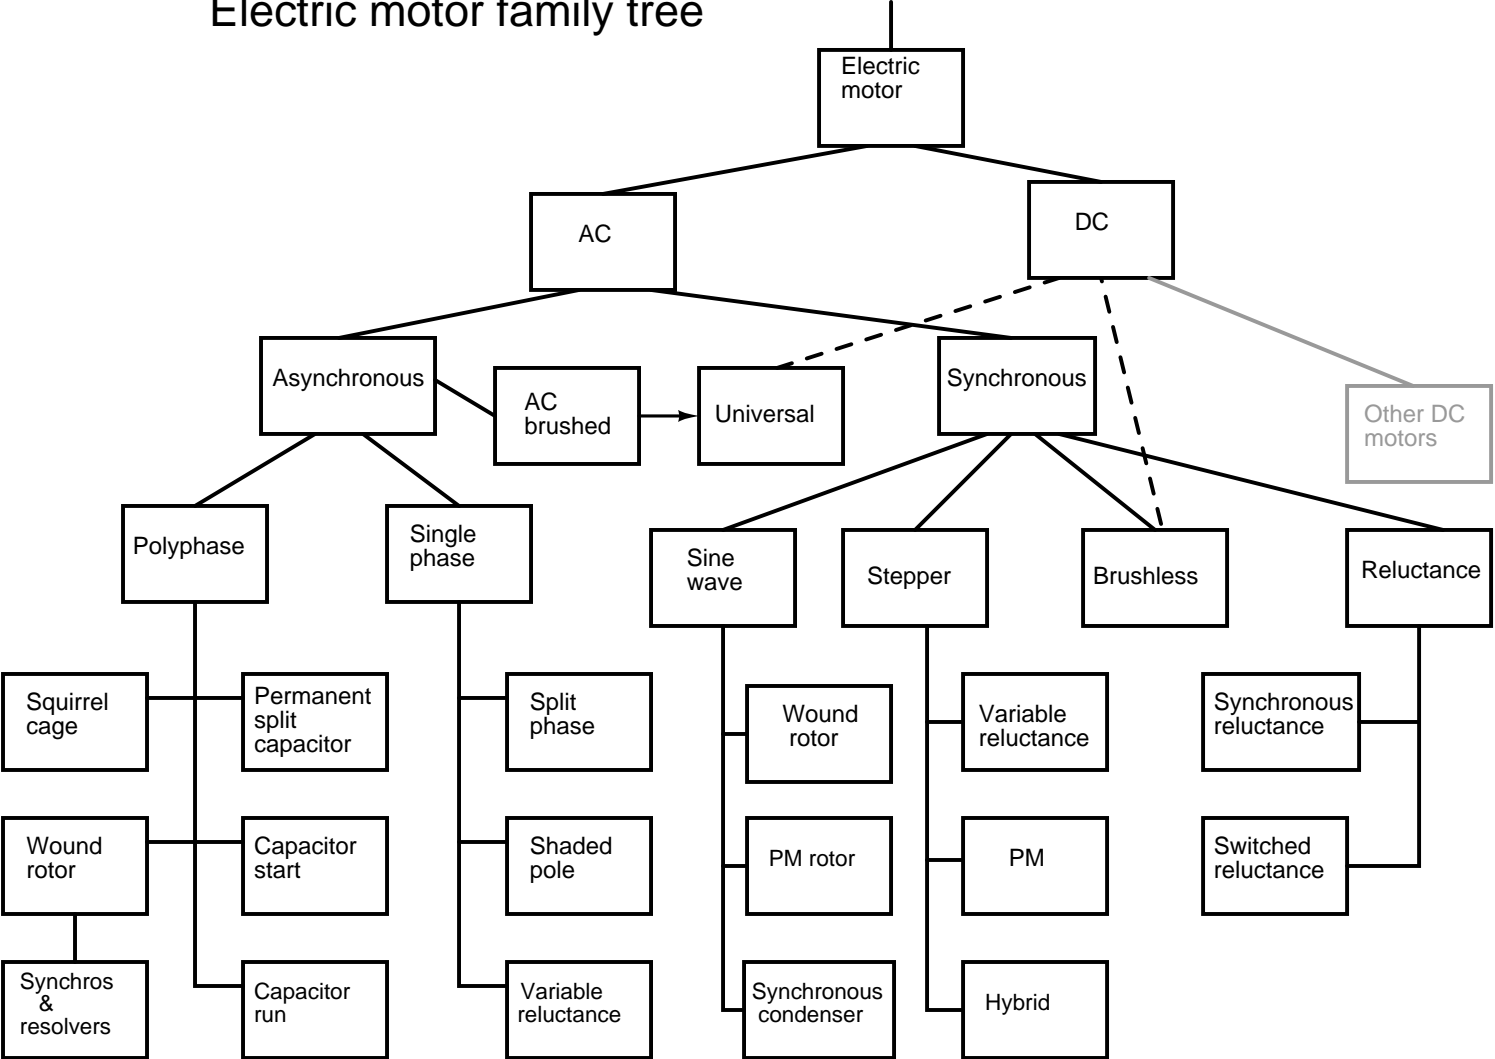 Electric motor family tree
Electric
motor
AC
DC
Asynchronous
AC
brushed
Universal
Synchronous
Other DC
motors
Polyphase
Single
phase
Sine
wave
Stepper
Brushless
Reluctance
Squirrel
cage
Permanent
split
capacitor
Split
phase
Wound
rotor
Variable
reluctance
Synchronous
reluctance
Wound
rotor
Capacitor
start
Shaded
pole
PM rotor
PM
Switched
reluctance
Synchros
&
resolvers
Capacitor
run
Variable
reluctance
Synchronous
condenser
Hybrid